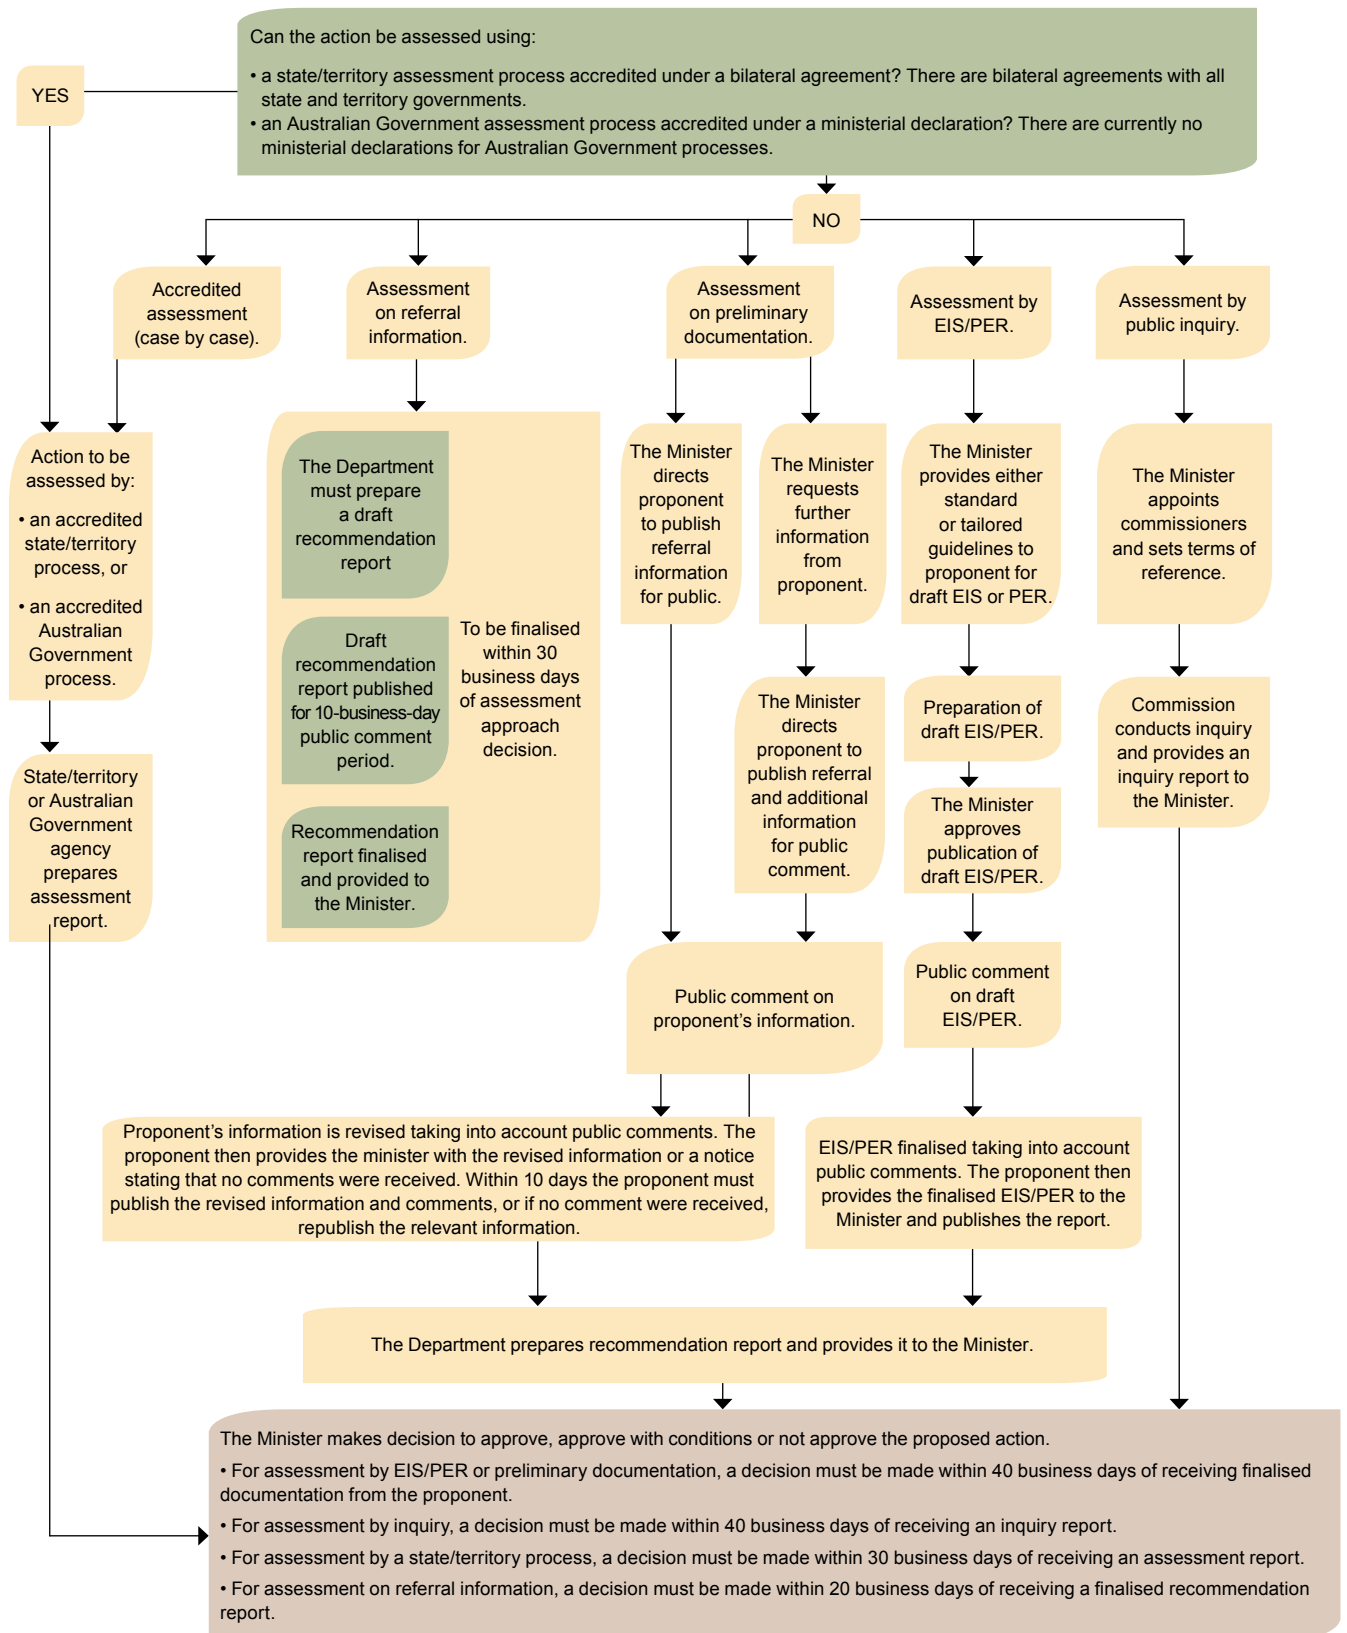 Can the action be assessed using:
• a state/territory assessment process accredited under a bilateral agreement? There are bilateral agreements with all
state and territory governments.
• an Australian Government assessment process accredited under a ministerial declaration? There are currently no
ministerial declarations for Australian Government processes.
YES
NO
Accredited
assessment
(case by case).
Assessment
on referral
information.
Assessment
on preliminary
documentation.
Assessment by
EIS/PER.
Assessment by
public inquiry.
Action to be
assessed by:
• an accredited
state/territory
process, or
• an accredited
Australian
Government
process.
State/territory
or Australian
Government
agency
prepares
assessment
report.
The Department
must prepare
a draft
recommendation
report
Draft
recommendation
report published
for 10-business-day
public comment
period.
Recommendation
report finalised
and provided to
the Minister.
To be finalised
within 30
business days
of assessment
approach
decision.
The Minister
directs
proponent
to publish
referral
information
for public.
The Minister
requests
further
information
from
proponent.
The Minister
directs
proponent to
publish referral
and additional
information
for public
comment.
Public comment on
proponent’s information.
The Minister
provides either
standard
or tailored
guidelines to
proponent for
draft EIS or PER.
Preparation of
draft EIS/PER.
The Minister
approves
publication of
draft EIS/PER.
Public comment
on draft
EIS/PER.
The Minister
appoints
commissioners
and sets terms of
reference.
Commission
conducts inquiry
and provides an
inquiry report to
the Minister.
Proponent’s information is revised taking into account public comments. The
proponent then provides the minister with the revised information or a notice
stating that no comments were received. Within 10 days the proponent must
publish the revised information and comments, or if no comment were received,
republish the relevant information.
EIS/PER finalised taking into account
public comments. The proponent then
provides the finalised EIS/PER to the
Minister and publishes the report.
The Department prepares recommendation report and provides it to the Minister.
The Minister makes decision to approve, approve with conditions or not approve the proposed action.
• For assessment by EIS/PER or preliminary documentation, a decision must be made within 40 business days of receiving finalised
documentation from the proponent.
• For assessment by inquiry, a decision must be made within 40 business days of receiving an inquiry report.
• For assessment by a state/territory process, a decision must be made within 30 business days of receiving an assessment report.
• For assessment on referral information, a decision must be made within 20 business days of receiving a finalised recommendation
report.